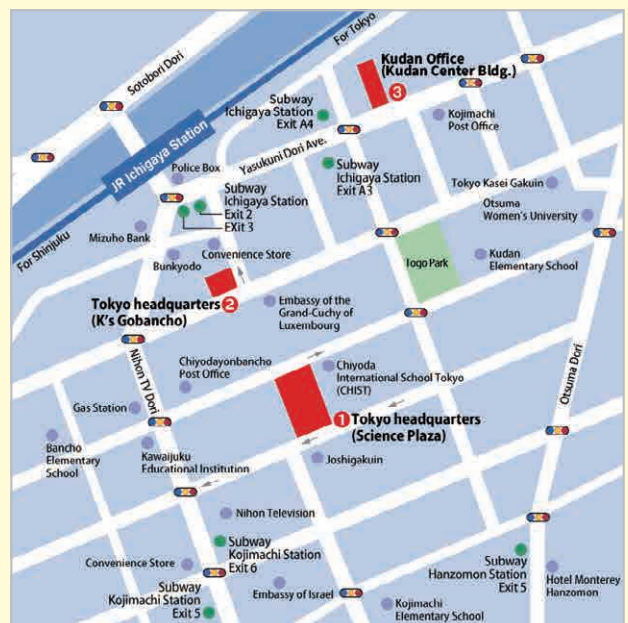 For Tokyo
Sotobori Dori
Kudan Office
(Kudan Center Bldg.)
3
Subway
Ichigaya Station
Exit A4
Kojimachi
Post Office
JR Ichigaya Station
Yasukuni Dori Ave.
Police Box
Subway
Ichigaya Station
Exit A3
Tokyo Kasei Gakuin
Subway
Ichigaya Station
Exit 2
EXit 3
Otsuma
Women's University
Mizuho Bank
For Shinjuku
Bunkyodo
Convenience Store
Togo Park
Kudan
Elementary School
Tokyo headquarters
(K's Gobancho)
2
Embassy of the
Grand-Cuchy of
Luxembourg
Nihon TV Dori
Otsuma Dori
Chiyodayonbancho
Post Office
Chiyoda
International School Tokyo
(CHIST)
Gas Station
1
Tokyo headquarters
(Science Plaza)
Bancho
Elementary
School
Kawaijuku
Educational Institution
Joshigakuin
Nihon Television
Subway
Kojimachi Station
Exit 6
Convenience Store
Subway
Kojimachi Station
Exit 5
Embassy of Israel
Subway
Hanzomon Station
Exit 5
Hotel Monterey
Hanzomon
Kojimachi
Elementary School